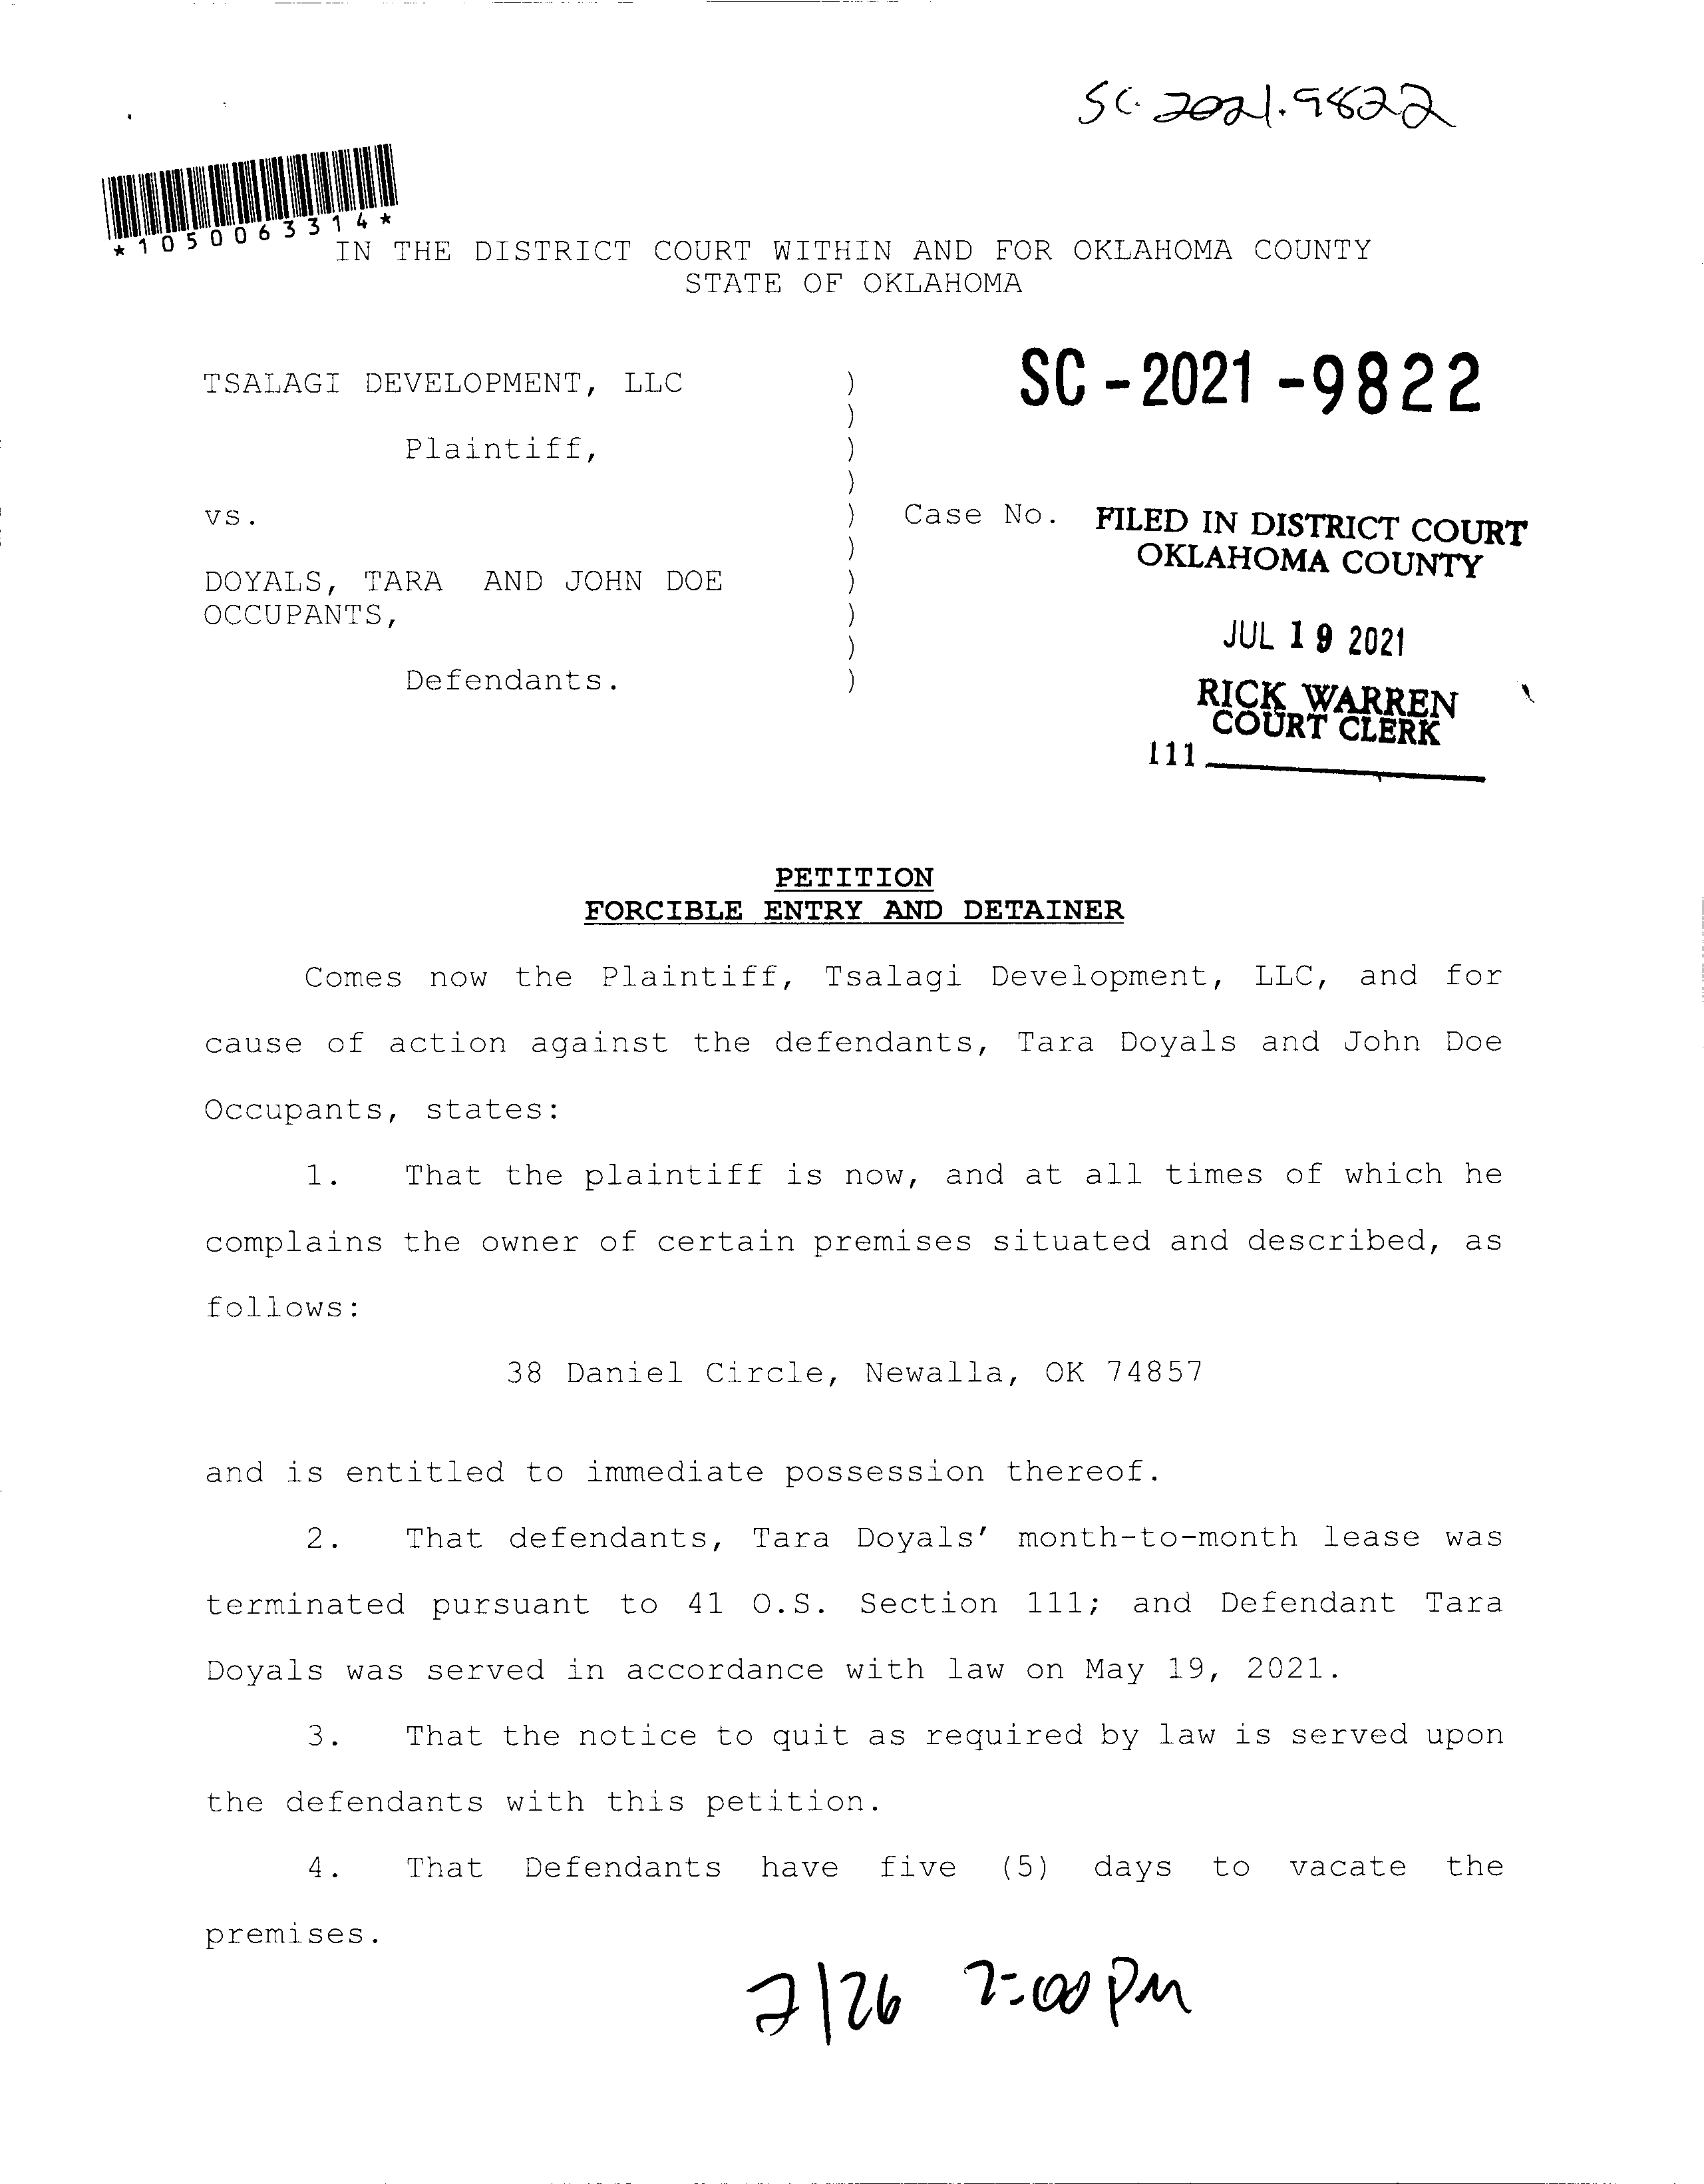 SC-2021-9822
*1050063314*
IN THE DISTRICT COURT WITHIN AND FOR OKLAHOMA COUNTY
STATE OF OKLAHOMA
TSALAGI DEVELOPMENT, LLC )
SC-2021-9822
)
Plaintiff, )
)
vs. ) Case No. FILED IN DISTRICT COURT
) OKLAHOMA COUNTY
DOYALS, TARA AND JOHN DOE )
OCCUPANTS, )
) JUL 19 2021
Defendants. )
RICK WARREN
COURT CLERK
111
PETITION
FORCIBLE ENTRY AND DETAINER
Comes now the Plaintiff, Tsalagi Development, LLC, and for
cause of action against the defendants, Tara Doyals and John Doe
Occupants, states:
1. That the plaintiff is now, and at all times of which he
complains the owner of certain premises situated and described, as
follows:
38 Daniel Circle, Newalla, OK 74857
and is entitled to immediate possession thereof.
2. That defendants, Tara Doyals' month-to-month lease was
terminated pursuant to 41 O.S. Section 111; and Defendant Tara
Doyals was served in accordance with law on May 19, 2021.
3. That the notice to quit as required by law is served upon
the defendants with this petition.
4. That Defendants have five (5) days to vacate the
premises.
7/26 2:00 PM